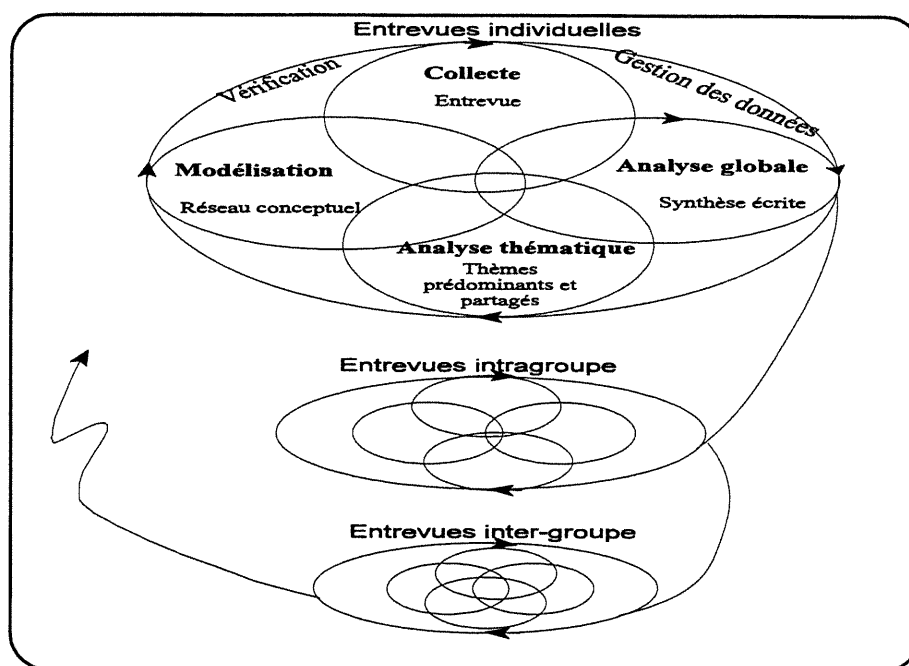 Entrevues individuelles
Vérification
Gestion des données
Collecte
Entrevue
Modélisation
Réseau conceptuel
Analyse globale
Synthèse écrite
Analyse thématique
Thèmes
prédominants et
partagés
Entrevues intragroupe
Entrevues inter-groupe